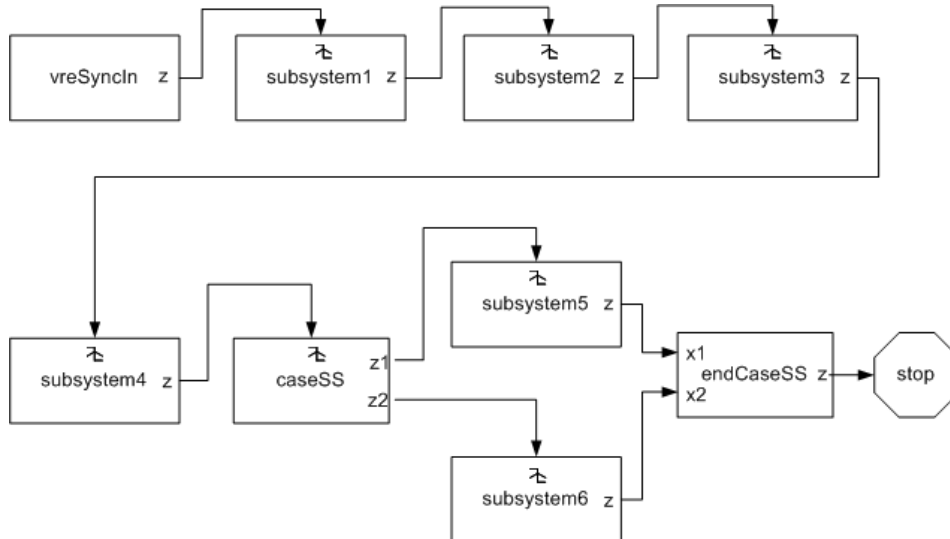 vreSyncIn z
subsystem1 z
subsystem2 z
subsystem3 z
subsystem4 z
caseSS
z1
z2
subsystem5 z
subsystem6 z
x1
endCaseSS z
x2
stop